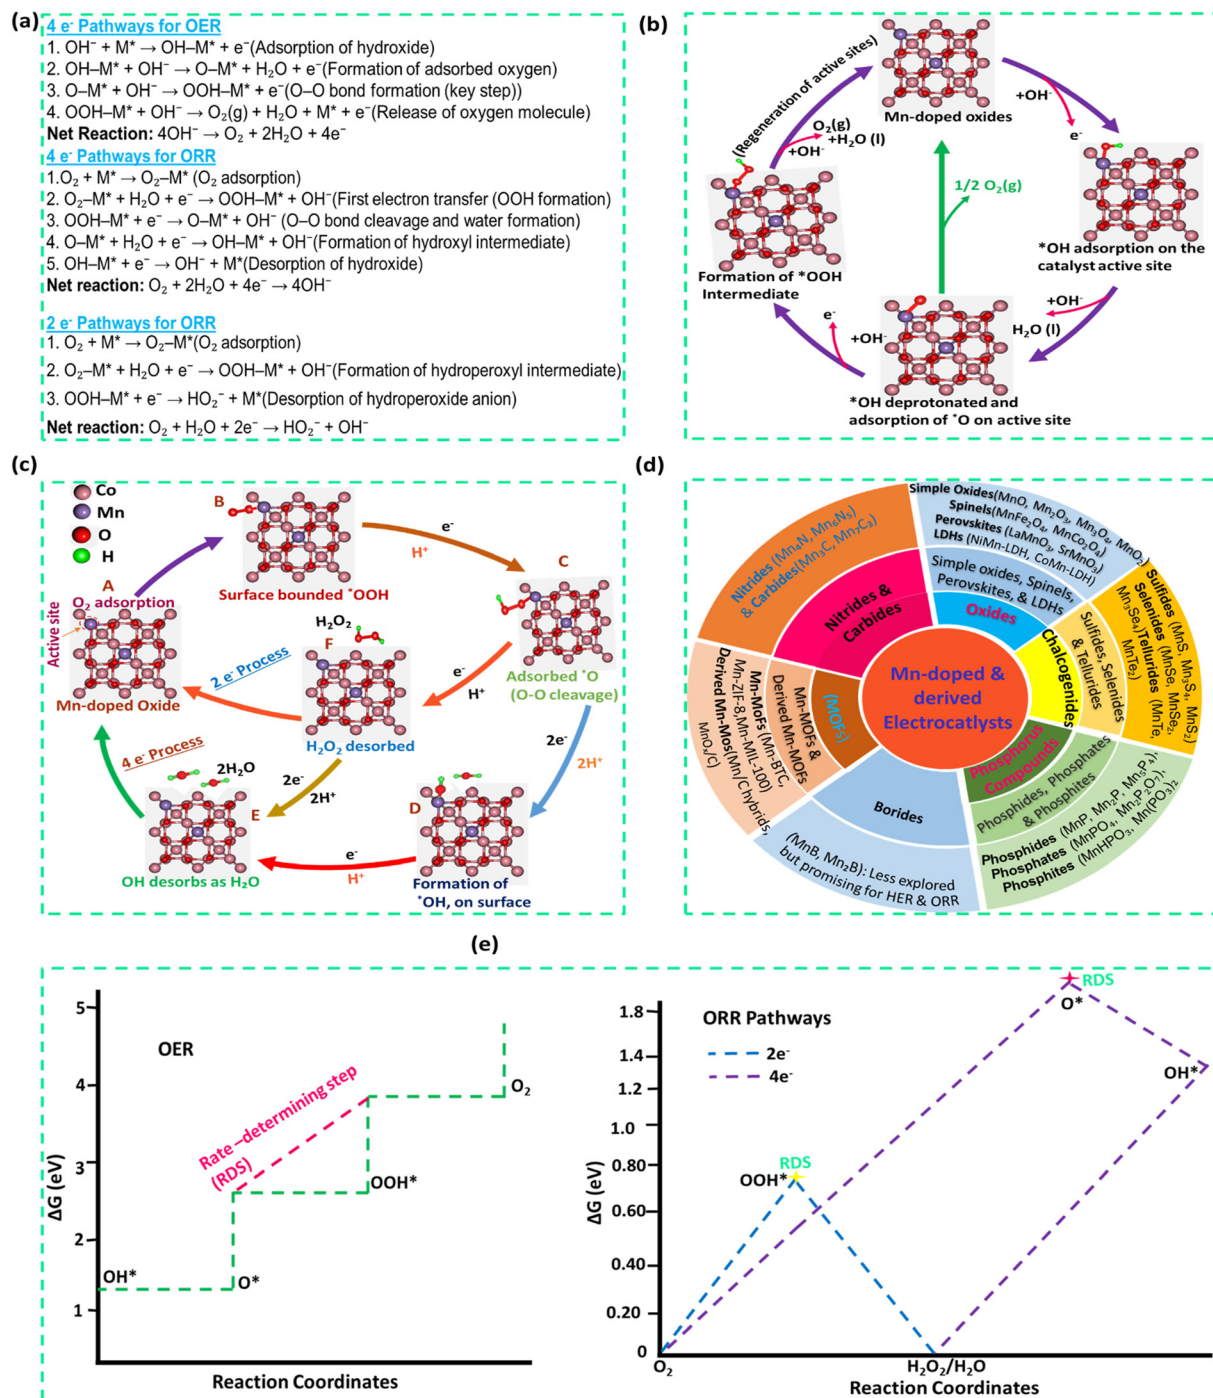 (a)
4 e⁻ Pathways for OER
1. OH⁻ + M* → OH–M* + e⁻(Adsorption of hydroxide)
2. OH–M* + OH⁻ → O–M* + H₂O + e⁻(Formation of adsorbed oxygen)
3. O–M* + OH⁻ → OOH–M* + e⁻(O–O bond formation (key step))
4. OOH–M* + OH⁻ → O₂(g) + H₂O + M* + e⁻(Release of oxygen molecule)
Net Reaction: 4OH⁻ → O₂ + 2H₂O + 4e⁻
4 e⁻ Pathways for ORR
1.O₂ + M* → O₂–M* (O₂ adsorption)
2. O₂–M* + H₂O + e⁻ → OOH–M* + OH⁻(First electron transfer (OOH formation)
3. OOH–M* + e⁻ → O–M* + OH⁻ (O–O bond cleavage and water formation)
4. O–M* + H₂O + e⁻ → OH–M* + OH⁻(Formation of hydroxyl intermediate)
5. OH–M* + e⁻ → OH⁻ + M*(Desorption of hydroxide)
Net reaction: O₂ + 2H₂O + 4e⁻ → 4OH⁻
2 e⁻ Pathways for ORR
1. O₂ + M* → O₂–M*(O₂ adsorption)
2. O₂–M* + H₂O + e⁻ → OOH–M* + OH⁻(Formation of hydroperoxyl intermediate)
3. OOH–M* + e⁻ → HO₂⁻ + M*(Desorption of hydroperoxide anion)
Net reaction: O₂ + H₂O + 2e⁻ → HO₂⁻ + OH⁻
(b)
Mn-doped oxides
(Regeneration of active sites)
O₂(g)
+H₂O (l)
+OH⁻
+OH⁻
e⁻
1/2 O₂(g)
*OH adsorption on the
catalyst active site
Formation of *OOH
Intermediate
+OH⁻
H₂O (l)
e⁻
+OH⁻
*OH deprotonated and
adsorption of *O on active site
(c)
Co
Mn
O
H
B
Surface bounded *OOH
e⁻
H⁺
C
A
O₂ adsorption
Active site
Mn-doped Oxide
H₂O₂
F
2 e⁻ Process
H₂O₂ desorbed
e⁻
H⁺
Adsorbed *O
(O-O cleavage)
2e⁻
2H⁺
4 e⁻ Process
2H₂O
2e⁻
2H⁺
E
D
OH desorbs as H₂O
e⁻
H⁺
Formation of
*OH, on surface
(d)
Mn-doped &
derived
Electrocatlysts
Oxides
Simple oxides, Spinels,
Perovskites, & LDHs
Simple Oxides(MnO, Mn₂O₃, Mn₃O₄, MnO₂)
Spinels(MnFe₂O₄, MnCo₂O₄)
Perovskites (LaMnO₃, SrMnO₃)
LDHs (NiMn-LDH, CoMn-LDH)
Chalcogenides
Sulfides, Selenides
& Tellurides
Sulfides (MnS, Mn₃S₄, MnS₂)
Selenides (MnSe, MnSe₂,
Mn₃Se₄)Tellurides (MnTe,
MnTe₂)
Phosphorus
Compounds
Phosphides, Phosphates
& Phosphites
Phosphides (MnP, Mn₂P, Mn₃P₄),
Phosphates (MnPO₄, Mn₂P₂O₇),
Phosphites (MnHPO₃, Mn(PO₃)₂
Borides
(MnB, Mn₂B): Less explored
but promising for HER & ORR
(MOFs)
Mn-MOFs &
Derived Mn-MOFs
Mn-MOFs (Mn-BTC,
Mn-ZIF-8,Mn-MIL-100)
Derived Mn-Mos(Mn/C hybrids,
MnOₓ/C)
Nitrides &
Carbides
Nitrides (Mn₄N, Mn₆N₅)
& Carbides(Mn₃C, Mn₇C₃)
(e)
5
4
3
2
1
ΔG (eV)
OER
Rate –determining step
(RDS)
OH*
O*
OOH*
O₂
Reaction Coordinates
1.8
1.4
1.2
1.0
0.80
0.60
0.40
0.20
0
ΔG (eV)
ORR Pathways
2e⁻
4e⁻
RDS
O*
OH*
RDS
OOH*
O₂
H₂O₂/H₂O
Reaction Coordinates